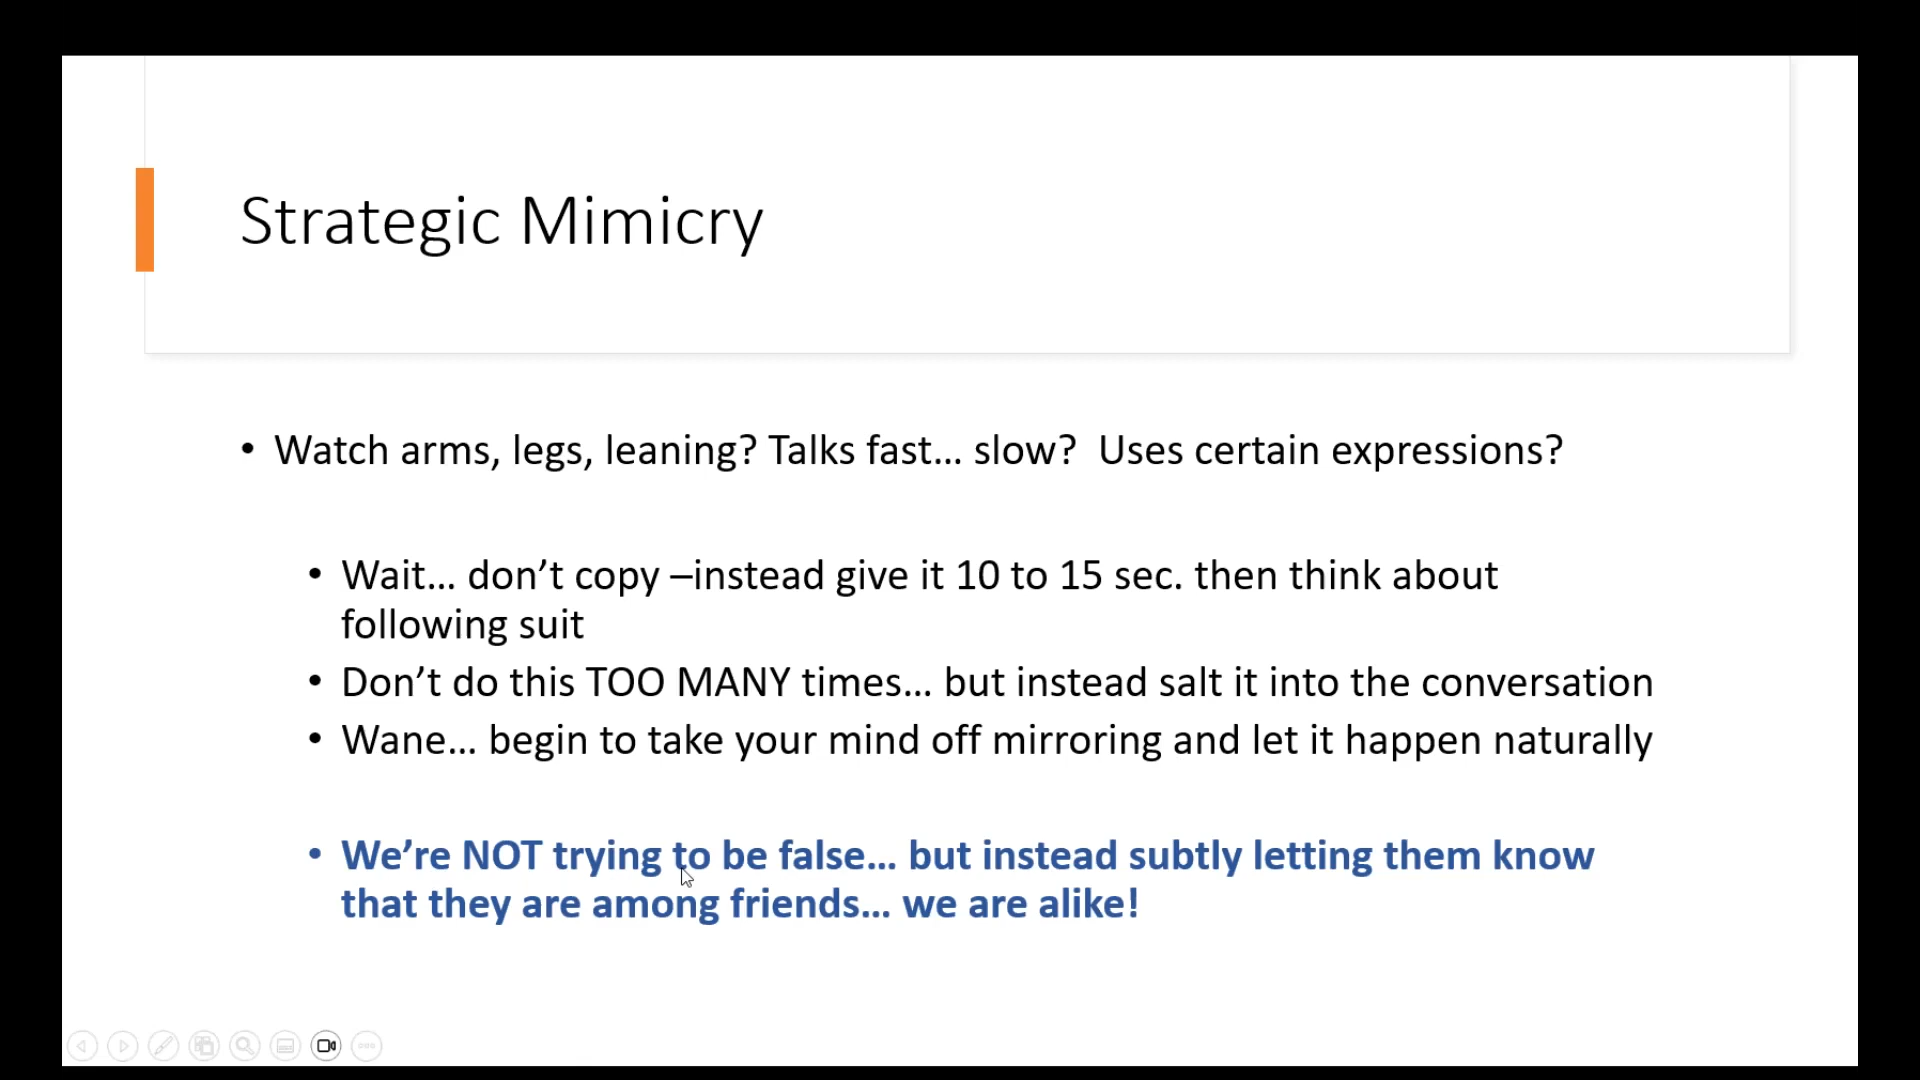 Strategic Mimicry
• Watch arms, legs, leaning? Talks fast… slow?  Uses certain expressions?
• Wait… don’t copy –instead give it 10 to 15 sec. then think about
following suit
• Don’t do this TOO MANY times… but instead salt it into the conversation
• Wane… begin to take your mind off mirroring and let it happen naturally
• We’re NOT trying to be false… but instead subtly letting them know
that they are among friends… we are alike!